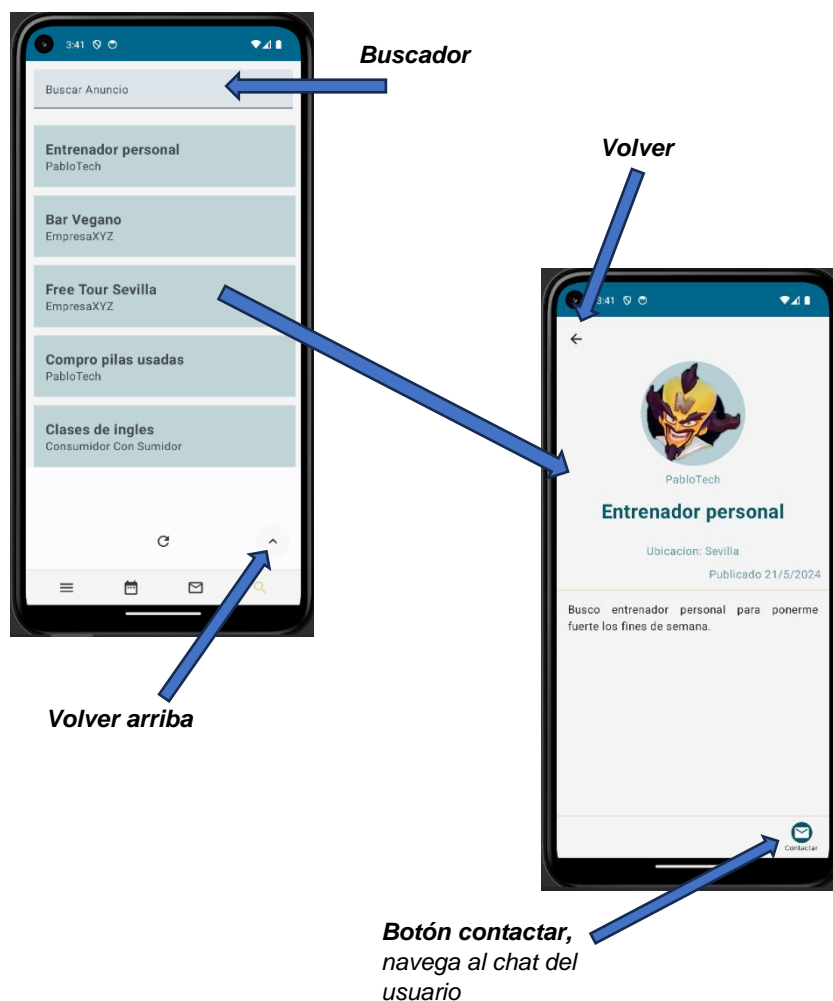 3:41
Buscador
Buscar Anuncio
Entrenador personal
PabloTech
Bar Vegano
EmpresaXYZ
Free Tour Sevilla
EmpresaXYZ
Compro pilas usadas
PabloTech
Clases de ingles
Consumidor Con Sumidor
Volver arriba
Volver
3:41
N
PabloTech
Entrenador personal
Ubicacion: Sevilla
Publicado 21/5/2024
Busco entrenador personal para ponerme
fuerte los fines de semana.
Contactar
Botón contactar,
navega al chat del
usuario